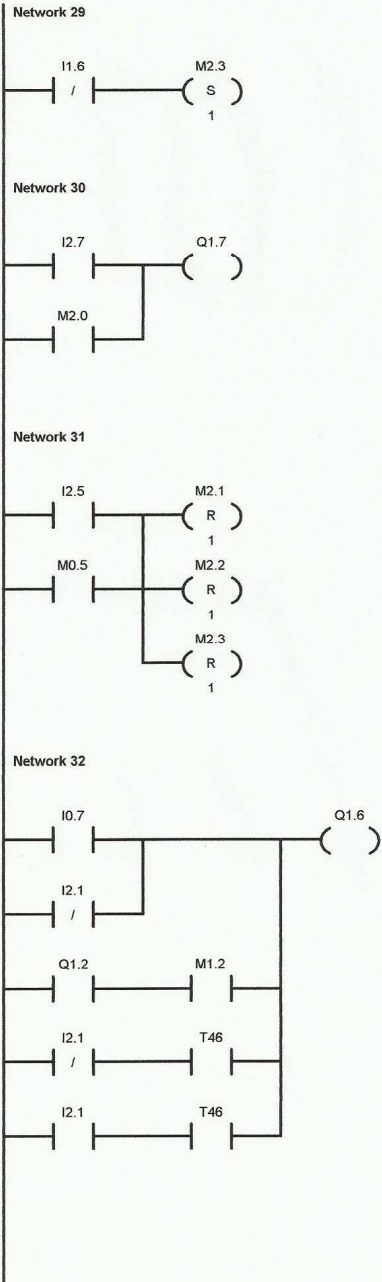 Network 29
I1.6 M2.3
/ S
1
Network 30
I2.7 Q1.7
M2.0
Network 31
I2.5 M2.1
R
1
M0.5 M2.2
R
1
M2.3
R
1
Network 32
I0.7 Q1.6
I2.1
/
Q1.2 M1.2
I2.1 T46
/
I2.1 T46